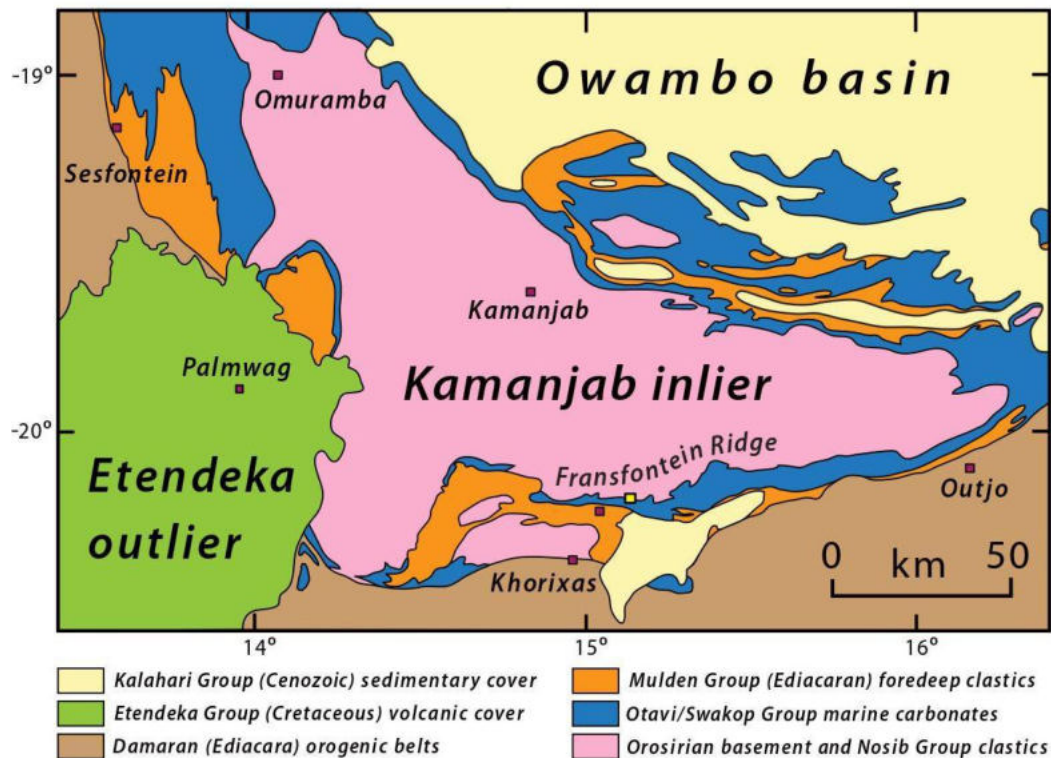 -19°
Owambo basin
Omuramba
Sesfontein
Kamanjab
Palmwag
Kamanjab inlier
-20°
Fransfontein Ridge
Etendeka
outlier
Outjo
Khorixas
0 50
km
14° 15° 16°
Kalahari Group (Cenozoic) sedimentary cover
Etendeka Group (Cretaceous) volcanic cover
Damaran (Ediacara) orogenic belts
Mulden Group (Ediacaran) foredeep clastics
Otavi/Swakop Group marine carbonates
Orosirian basement and Nosib Group clastics